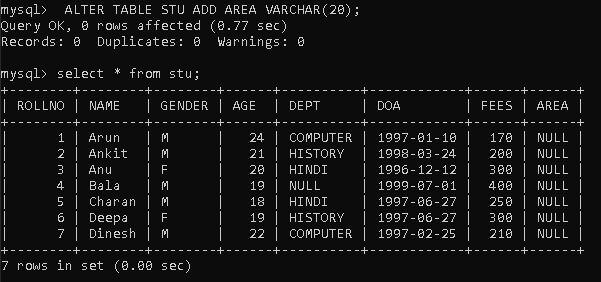 mysql>  ALTER TABLE STU ADD AREA VARCHAR(20);
Query OK, 0 rows affected (0.77 sec)
Records: 0  Duplicates: 0  Warnings: 0

mysql> select * from stu;
+--------+---------+--------+------+----------+------------+------+------+
| ROLLNO | NAME    | GENDER | AGE  | DEPT     | DOA        | FEES | AREA |
+--------+---------+--------+------+----------+------------+------+------+
|      1 | Arun    | M      |   24 | COMPUTER | 1997-01-10 |  170 | NULL |
|      2 | Ankit   | M      |   21 | HISTORY  | 1998-03-24 |  200 | NULL |
|      3 | Anu     | F      |   20 | HINDI    | 1996-12-12 |  300 | NULL |
|      4 | Bala    | M      |   19 | NULL     | 1999-07-01 |  400 | NULL |
|      5 | Charan  | M      |   18 | HINDI    | 1997-06-27 |  250 | NULL |
|      6 | Deepa   | F      |   19 | HISTORY  | 1997-06-27 |  300 | NULL |
|      7 | Dinesh  | M      |   22 | COMPUTER | 1997-02-25 |  210 | NULL |
+--------+---------+--------+------+----------+------------+------+------+
7 rows in set (0.00 sec)